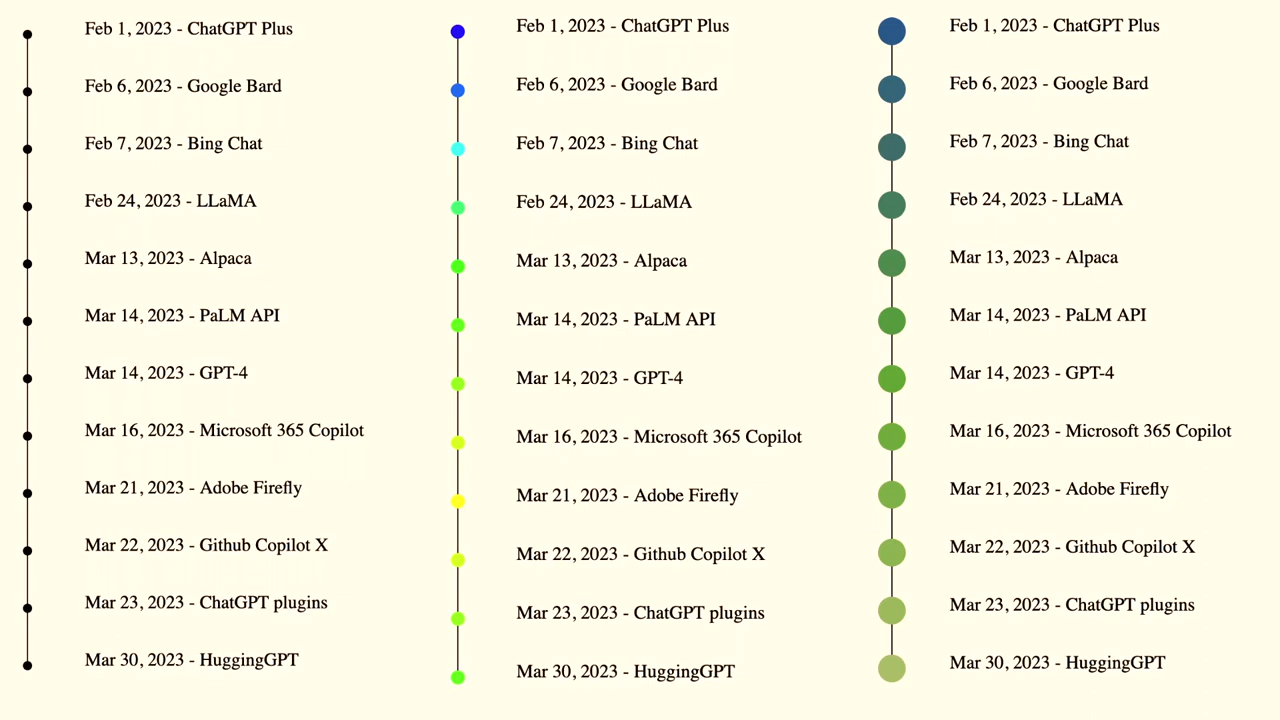 Feb 1, 2023 - ChatGPT Plus
Feb 6, 2023 - Google Bard
Feb 7, 2023 - Bing Chat
Feb 24, 2023 - LLaMA
Mar 13, 2023 - Alpaca
Mar 14, 2023 - PaLM API
Mar 14, 2023 - GPT-4
Mar 16, 2023 - Microsoft 365 Copilot
Mar 21, 2023 - Adobe Firefly
Mar 22, 2023 - Github Copilot X
Mar 23, 2023 - ChatGPT plugins
Mar 30, 2023 - HuggingGPT
Feb 1, 2023 - ChatGPT Plus
Feb 6, 2023 - Google Bard
Feb 7, 2023 - Bing Chat
Feb 24, 2023 - LLaMA
Mar 13, 2023 - Alpaca
Mar 14, 2023 - PaLM API
Mar 14, 2023 - GPT-4
Mar 16, 2023 - Microsoft 365 Copilot
Mar 21, 2023 - Adobe Firefly
Mar 22, 2023 - Github Copilot X
Mar 23, 2023 - ChatGPT plugins
Mar 30, 2023 - HuggingGPT
Feb 1, 2023 - ChatGPT Plus
Feb 6, 2023 - Google Bard
Feb 7, 2023 - Bing Chat
Feb 24, 2023 - LLaMA
Mar 13, 2023 - Alpaca
Mar 14, 2023 - PaLM API
Mar 14, 2023 - GPT-4
Mar 16, 2023 - Microsoft 365 Copilot
Mar 21, 2023 - Adobe Firefly
Mar 22, 2023 - Github Copilot X
Mar 23, 2023 - ChatGPT plugins
Mar 30, 2023 - HuggingGPT